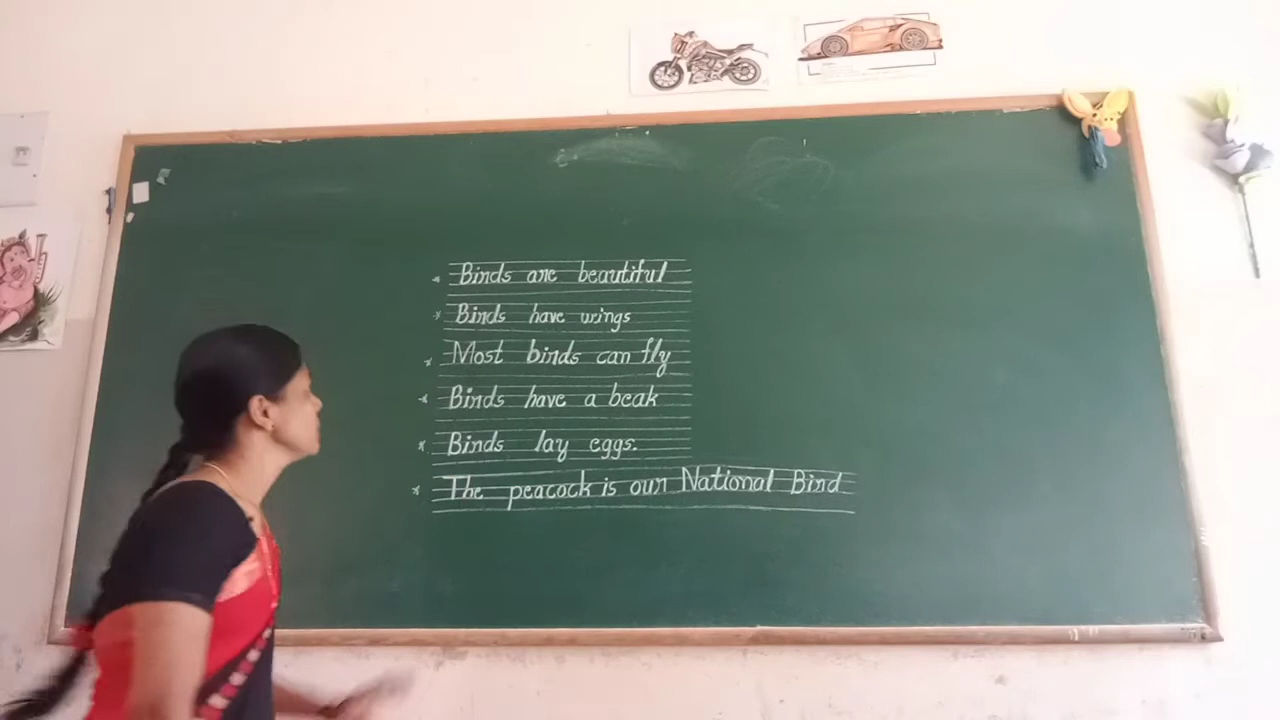 * Birds are beautiful
* Birds have wings
* Most birds can fly
* Birds have a beak
* Birds lay eggs.
* The peacock is our National Bird